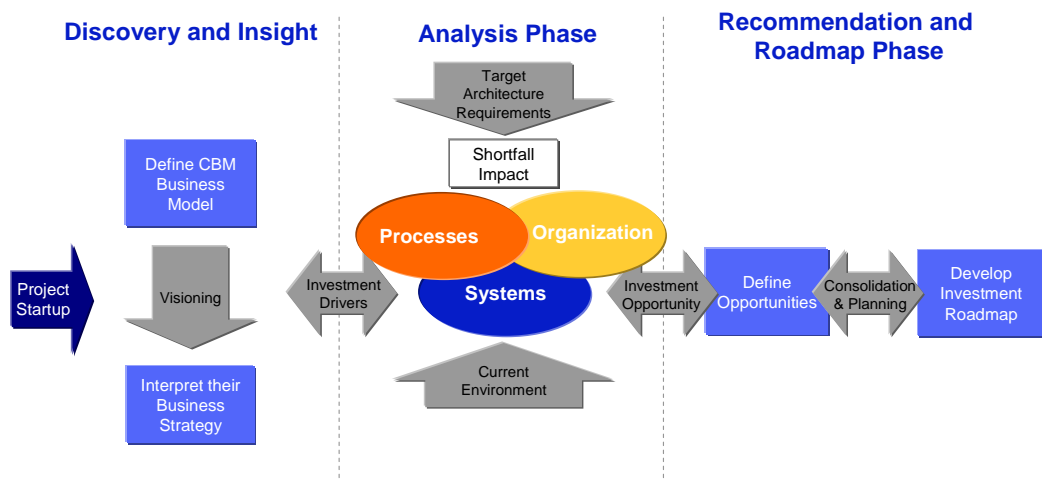 Discovery and Insight
Analysis Phase
Recommendation and
Roadmap Phase
Target
Architecture
Requirements
Shortfall
Impact
Define CBM
Business
Model
Processes
Organization
Project
Startup
Visioning
Investment
Drivers
Systems
Investment
Opportunity
Define
Opportunities
Consolidation
& Planning
Develop
Investment
Roadmap
Current
Environment
Interpret their
Business
Strategy